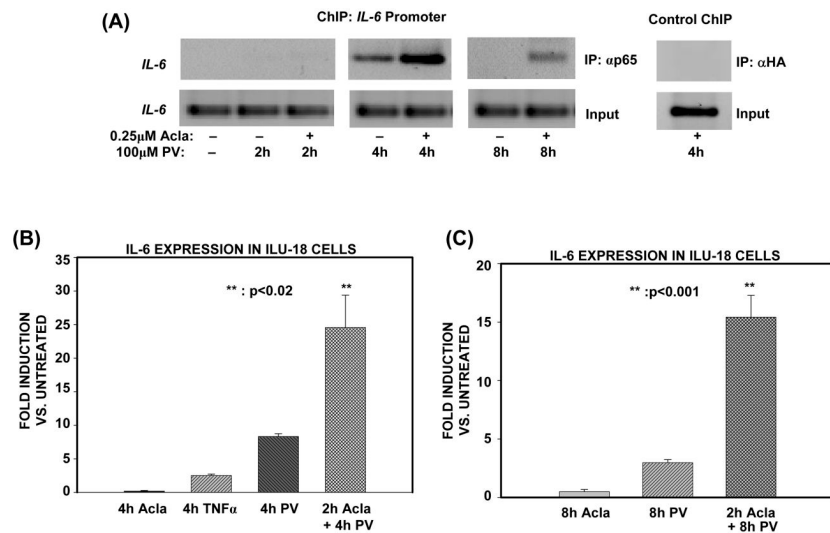 (A)
ChIP: IL-6 Promoter
Control ChIP
IL-6
IP: αp65
IP: αHA
IL-6
Input
Input
0.25μM Acla: – – + – + – + +
100μM PV: – 2h 2h 4h 4h 8h 8h 4h
(B)
IL-6 EXPRESSION IN ILU-18 CELLS
** : p<0.02
**
FOLD INDUCTION
VS. UNTREATED
35
30
25
20
15
10
5
0
4h Acla 4h TNFα 4h PV 2h Acla
+ 4h PV
(C)
IL-6 EXPRESSION IN ILU-18 CELLS
** :p<0.001
**
FOLD INDUCTION
VS. UNTREATED
20
15
10
5
0
8h Acla 8h PV 2h Acla
+ 8h PV